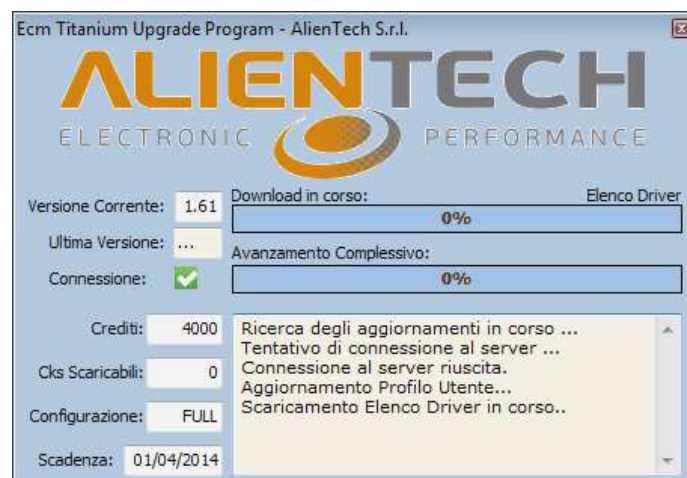 Ecm Titanium Upgrade Program - AlienTech S.r.l.
ALIENTECH
ELECTRONIC PERFORMANCE
Versione Corrente: 1.61
Download in corso: Elenco Driver
0%
Ultima Versione: ...
Avanzamento Complessivo:
Connessione:
0%
Crediti: 4000
Cks Scaricabili: 0
Configurazione: FULL
Scadenza: 01/04/2014
Ricerca degli aggiornamenti in corso ...
Tentativo di connessione al server ...
Connessione al server riuscita.
Aggiornamento Profilo Utente...
Scaricamento Elenco Driver in corso..